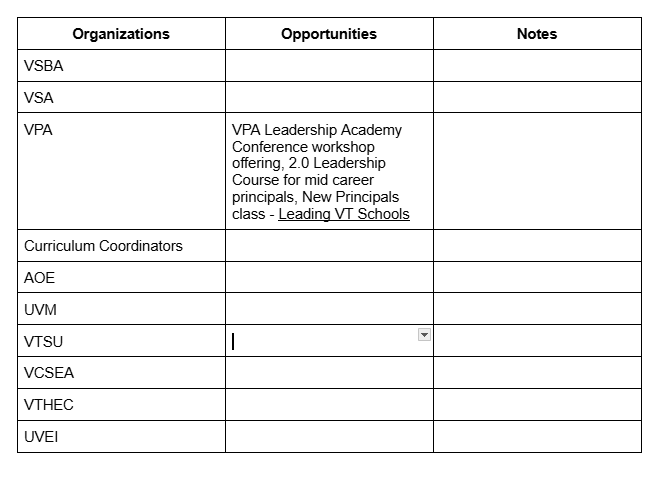 Organizations Opportunities Notes
VSBA
VSA
VPA VPA Leadership Academy
Conference workshop
offering, 2.0 Leadership
Course for mid career
principals, New Principals
class - Leading VT Schools
Curriculum Coordinators
AOE
UVM
VTSU
VCSEA
VTHEC
UVEI